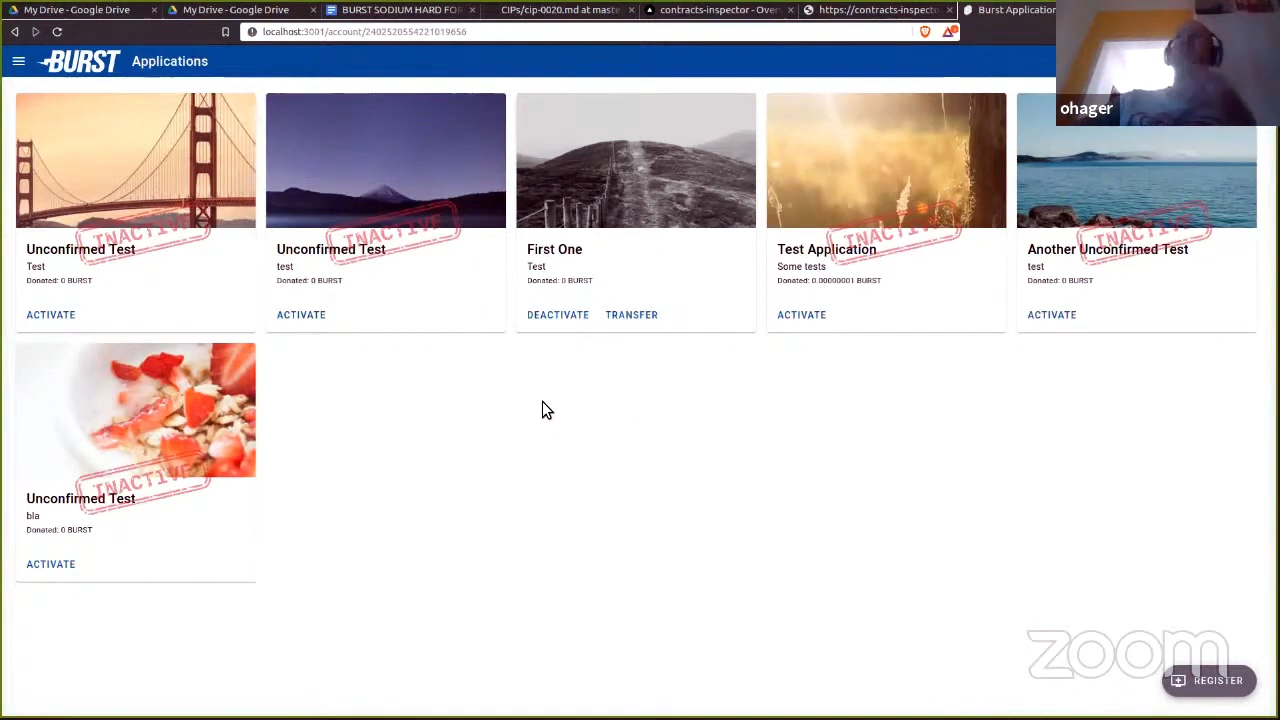 My Drive - Google Drive
My Drive - Google Drive
BURST SODIUM HARD FOR
CIPs/cip-0020.md at maste
contracts-inspector - Over
https://contracts-inspecto
Burst Application
localhost:3001/account/2402520554221019656
ohager
BURST
Applications
INACTIVE
Unconfirmed Test
Test
Donated: 0 BURST
ACTIVATE
INACTIVE
Unconfirmed Test
test
Donated: 0 BURST
ACTIVATE
First One
Test
Donated: 0 BURST
DEACTIVATE TRANSFER
INACTIVE
Test Application
Some tests
Donated: 0.00000001 BURST
ACTIVATE
INACTIVE
Another Unconfirmed Test
test
Donated: 0 BURST
ACTIVATE
INACTIVE
Unconfirmed Test
bla
Donated: 0 BURST
ACTIVATE
zoom
REGISTER